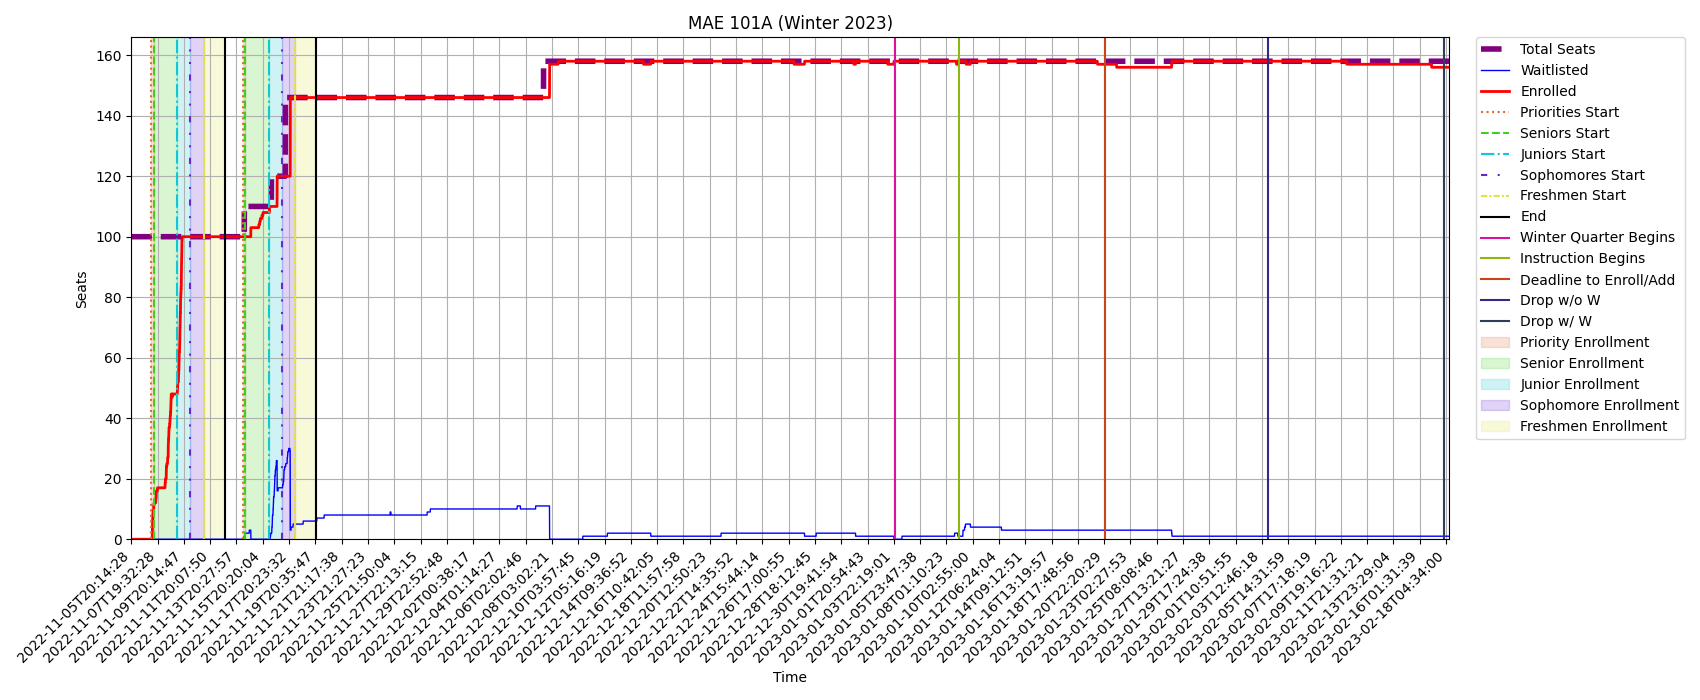 MAE 101A (Winter 2023)
160
140
120
100
80
60
40
20
0
Seats
2022-11-05T20:14:28
2022-11-07T19:32:28
2022-11-09T20:14:47
2022-11-11T20:07:50
2022-11-13T20:27:57
2022-11-15T20:20:04
2022-11-17T20:23:32
2022-11-19T20:35:47
2022-11-21T21:17:38
2022-11-23T21:27:23
2022-11-25T21:50:04
2022-11-27T22:13:15
2022-11-29T22:52:48
2022-12-02T00:38:17
2022-12-04T01:14:27
2022-12-06T02:02:46
2022-12-08T03:02:21
2022-12-10T03:57:45
2022-12-12T05:16:19
2022-12-14T09:36:52
2022-12-16T10:42:05
2022-12-18T11:57:58
2022-12-20T12:50:23
2022-12-22T14:35:52
2022-12-24T15:44:14
2022-12-26T17:00:55
2022-12-28T18:12:45
2022-12-30T19:41:54
2023-01-01T20:54:43
2023-01-03T22:19:01
2023-01-05T23:47:38
2023-01-08T01:10:23
2023-01-10T02:55:00
2023-01-12T06:24:04
2023-01-14T09:12:51
2023-01-16T13:19:57
2023-01-18T17:48:56
2023-01-20T22:20:29
2023-01-23T02:27:53
2023-01-25T08:08:46
2023-01-27T13:21:27
2023-01-29T17:24:38
2023-02-01T10:51:55
2023-02-03T12:46:18
2023-02-05T14:31:59
2023-02-07T17:18:19
2023-02-09T19:16:22
2023-02-11T21:31:21
2023-02-13T23:29:04
2023-02-16T01:31:39
2023-02-18T04:34:00
Time
Total Seats
Waitlisted
Enrolled
Priorities Start
Seniors Start
Juniors Start
Sophomores Start
Freshmen Start
End
Winter Quarter Begins
Instruction Begins
Deadline to Enroll/Add
Drop w/o W
Drop w/ W
Priority Enrollment
Senior Enrollment
Junior Enrollment
Sophomore Enrollment
Freshmen Enrollment